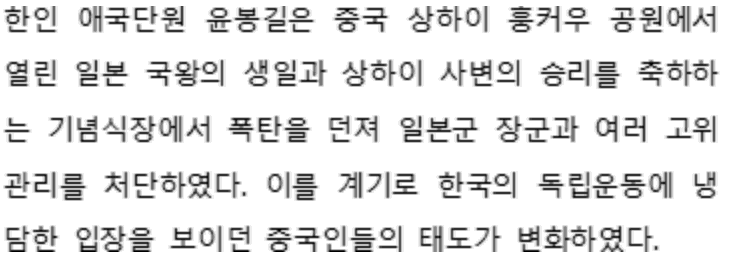 한인 애국단원 윤봉길은 중국 상하이 훙커우 공원에서
열린 일본 국왕의 생일과 상하이 사변의 승리를 축하하
는 기념식장에서 폭탄을 던져 일본군 장군과 여러 고위
관리를 처단하였다. 이를 계기로 한국의 독립운동에 냉
담한 입장을 보이던 중국인들의 태도가 변화하였다.